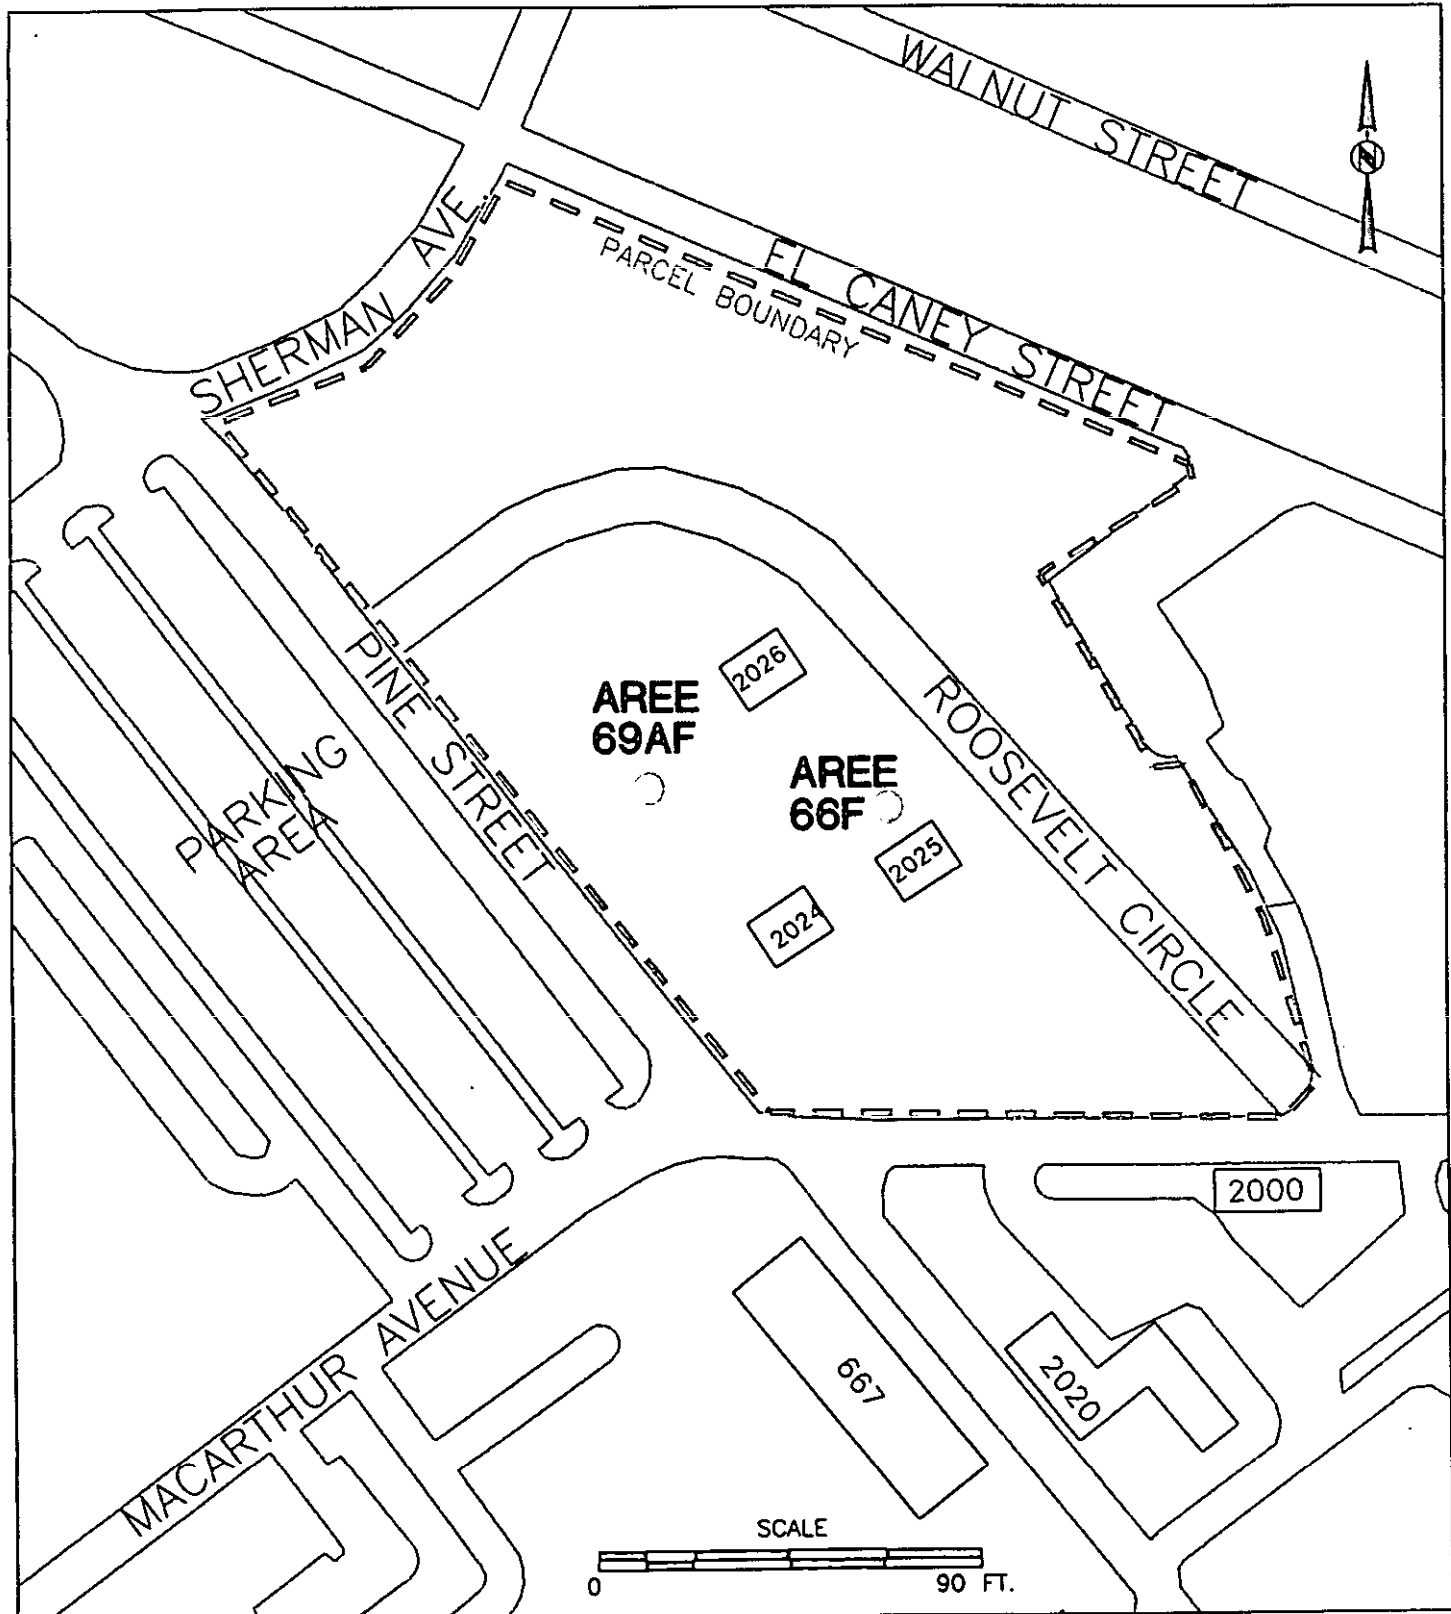 WALNUT STREET
N
SHERMAN AVE.
EL CANEY STREET
PARCEL BOUNDARY
PINE STREET
PARKING
AREA
2026
AREE
69AF
AREE
66F
2025
2024
ROOSEVELT CIRCLE
2000
MACARTHUR AVENUE
667
2020
SCALE
0
90 FT.